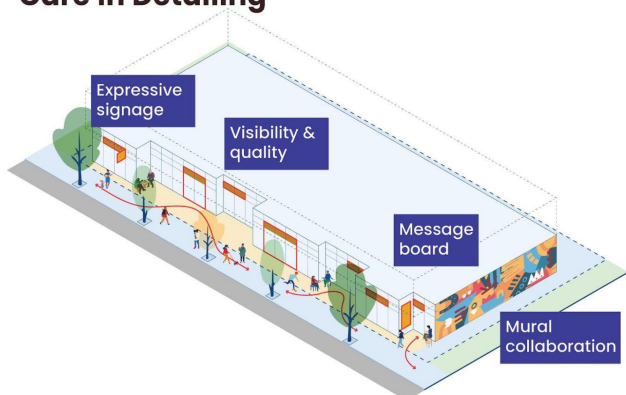 Care in Detailing
Expressive
signage
Visibility &
quality
Message
board
Mural
collaboration